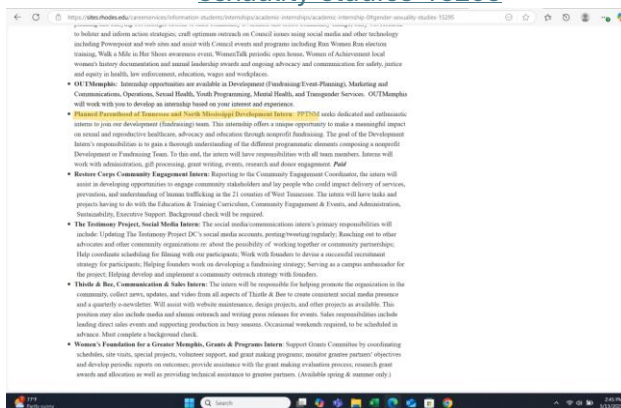 https://sites.rhodes.edu/careerservices/information-students/internships/academic-internships/academic-internship-0#gender-sexuality-studies-15295
to bolster and inform action strategies; craft optimum outreach on Council issues using social media and other technology
including Powerpoint and web sites and assist with Council events and programs including Run Women Run election
training, Walk a Mile in Her Shoes awareness event, WomenTalk periodic open house, Women of Achievement local
women's history documentation and annual leadership awards and ongoing advocacy and communication for safety, justice
and equity in health, law enforcement, education, wages and workplaces.
OUTMemphis: Internship opportunities are available in Development (Fundraising/Event-Planning), Marketing and
Communications, Operations, Sexual Health, Youth Programming, Mental Health, and Transgender Services. OUTMemphis
will work with you to develop an internship based on your interest and experience.
Planned Parenthood of Tennessee and North Mississippi Development Intern: PPTNM seeks dedicated and enthusiastic
interns to join our development (fundraising) team. This internship offers a unique opportunity to make a meaningful impact
on sexual and reproductive healthcare, advocacy and education through nonprofit fundraising. The goal of the Development
Intern's responsibilities is to gain a thorough understanding of the different programmatic elements composing a nonprofit
Development or Fundraising Team. To this end, the intern will have responsibilities with all team members. Interns will
work with administration, gift processing, grant writing, events, research and donor engagement. Paid
Restore Corps Community Engagement Intern: Reporting to the Community Engagement Coordinator, the intern will
assist in developing opportunities to engage community stakeholders and lay people who could impact delivery of services,
prevention, and understanding of human trafficking in the 21 counties of West Tennessee. The intern will have tasks and
projects having to do with the Education & Training Curriculum, Community Engagement & Events, and Administration,
Sustainability, Executive Support. Background check will be required.
The Testimony Project, Social Media Intern: The social media/communications intern's primary responsibilities will
include: Updating The Testimony Project DC's social media accounts, posting/tweeting/regularly; Reaching out to other
advocates and other community organizations re: about the possibility of working together or community partnerships;
Help coordinate scheduling for filming with our participants; Work with founders to devise a successful recruitment
strategy for participants; Helping founders work on developing a fundraising strategy; Serving as a campus ambassador for
the project; Helping develop and implement a community outreach strategy with founders.
Thistle & Bee, Communication & Sales Intern: The intern will be responsible for helping promote the organization in the
community, collect news, updates, and video from all aspects of Thistle & Bee to create consistent social media presence
and a quarterly e-newsletter. Will assist with website maintenance, design projects, and other projects as available. This
position may also include media and alumni outreach and writing press releases for events. Sales responsibilities include
leading direct sales events and supporting production in busy seasons. Occasional weekends required, to be scheduled in
advance. Must complete a background check.
Women's Foundation for a Greater Memphis, Grants & Programs Intern: Support Grants Committee by coordinating
schedules, site visits, special projects, volunteer support, and grant making programs; monitor grantee partners' objectives
and develop periodic reports on outcomes; provide assistance with the grant making evaluation process; research grant
awards and allocation as well as providing technical assistance to grantee partners. (Available spring & summer only.)
77°F
Partly sunny
Search
2:45 PM